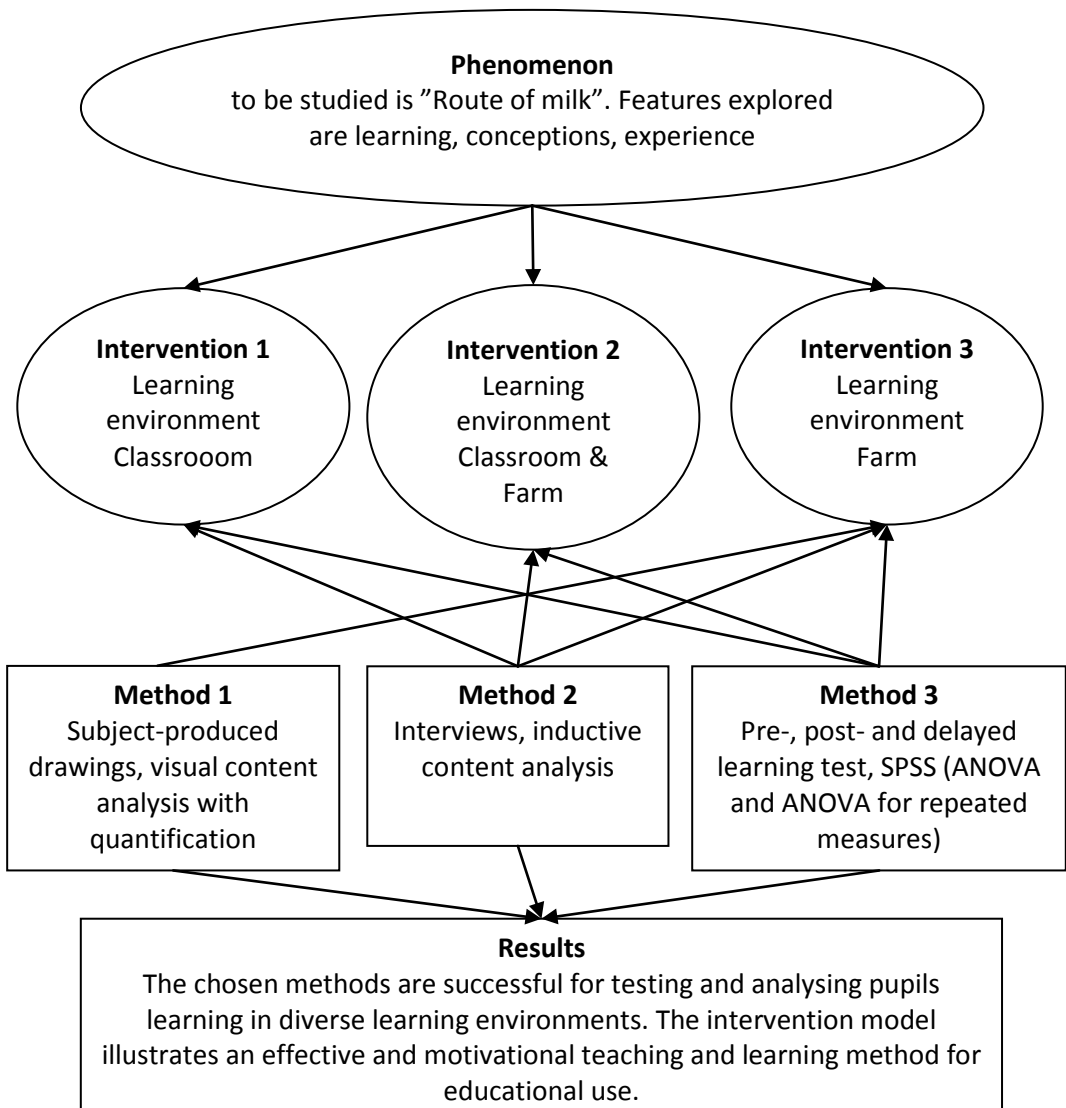 Phenomenon
to be studied is ”Route of milk”. Features explored
are learning, conceptions, experience
Intervention 1
Learning
environment
Classrooom
Intervention 2
Learning
environment
Classroom &
Farm
Intervention 3
Learning
environment
Farm
Method 1
Subject-produced
drawings, visual content
analysis with
quantification
Method 2
Interviews, inductive
content analysis
Method 3
Pre-, post- and delayed
learning test, SPSS (ANOVA
and ANOVA for repeated
measures)
Results
The chosen methods are successful for testing and analysing pupils
learning in diverse learning environments. The intervention model
illustrates an effective and motivational teaching and learning method for
educational use.